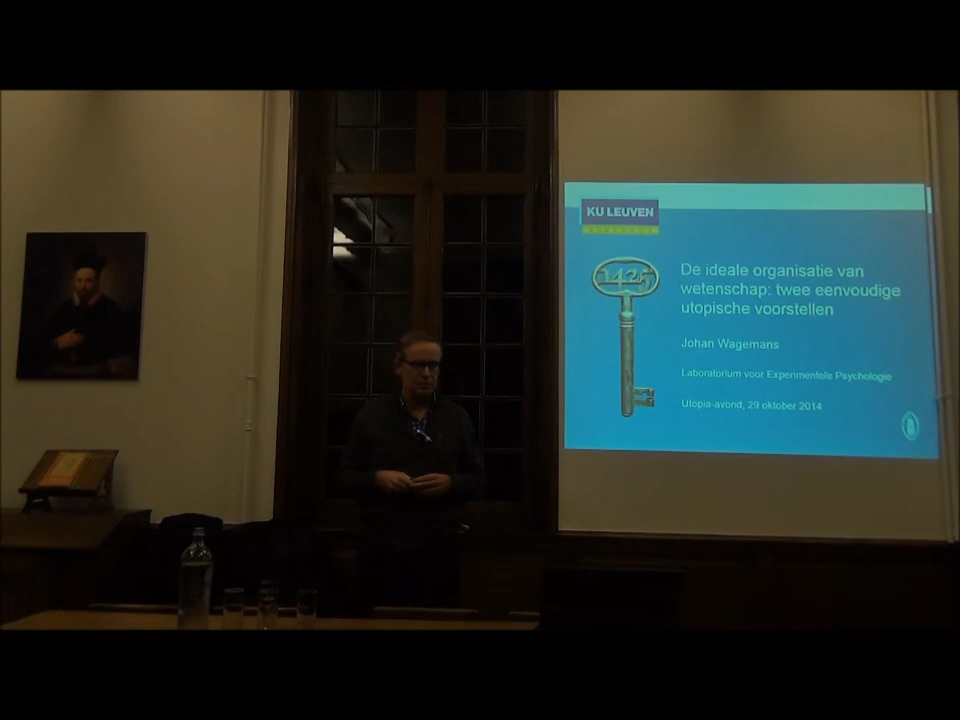 KU LEUVEN
1425
De ideale organisatie van
wetenschap: twee eenvoudige
utopische voorstellen
Johan Wagemans
Laboratorium voor Experimentele Psychologie
Utopia-avond, 29 oktober 2014